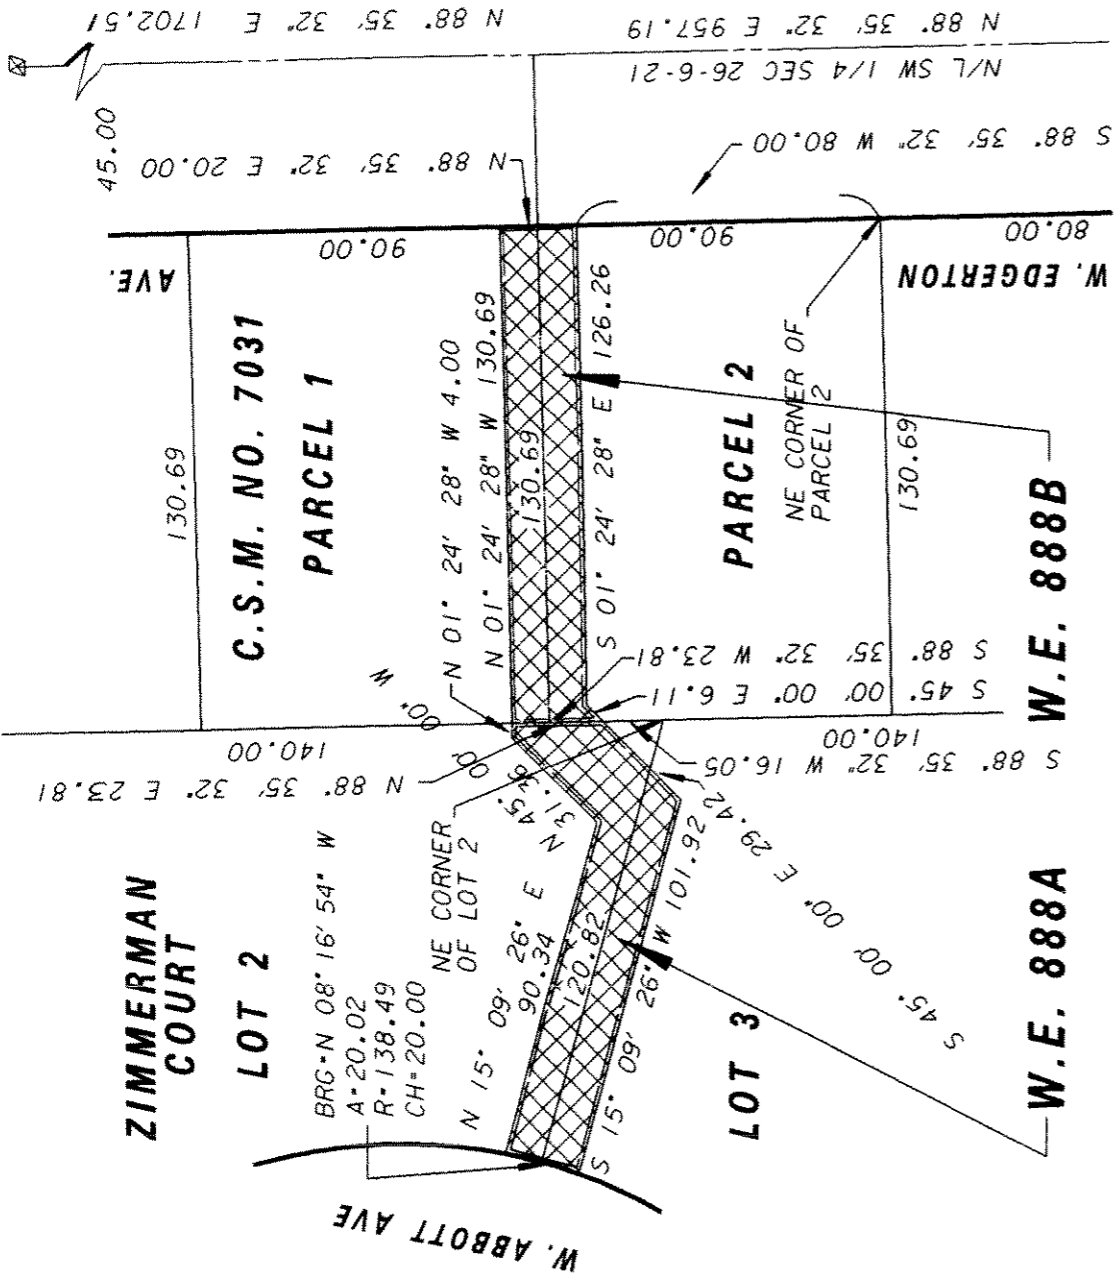 N 88° 35' 32" E 1702.51
N 88° 35' 32" E 957.19
N/L SW 1/4 SEC 26-6-21
45.00
N 88° 35' 32" E 20.00
S 88° 35' 32" W 80.00
AVE.
90.00
90.00
80.00
W. EDGERTON
130.69
C.S.M. NO. 7031
PARCEL 1
N 01° 24' 28" W 4.00
N 01° 24' 28" W 130.69
130.69
S 01° 24' 28" E 126.26
PARCEL 2
NE CORNER OF
PARCEL 2
130.69
W.E. 888B
S 88° 35' 32" W 23.81
S 45° 00' 00" E 6.11
140.00
140.00
N 88° 35' 32" E 23.81
S 88° 35' 32" W 16.05
N 45° 00' 00" W
31.36
S 45° 00' 00" E 29.42
ZIMMERMAN
COURT
LOT 2
BRG=N 08° 16' 54" W
A=20.02
R=138.49
CH=20.00
NE CORNER
OF LOT 2
N 15° 09' 26" E
90.34
120.82
S 15° 09' 26" W 101.92
LOT 3
W.E. 888A
W. ABBOTT AVE